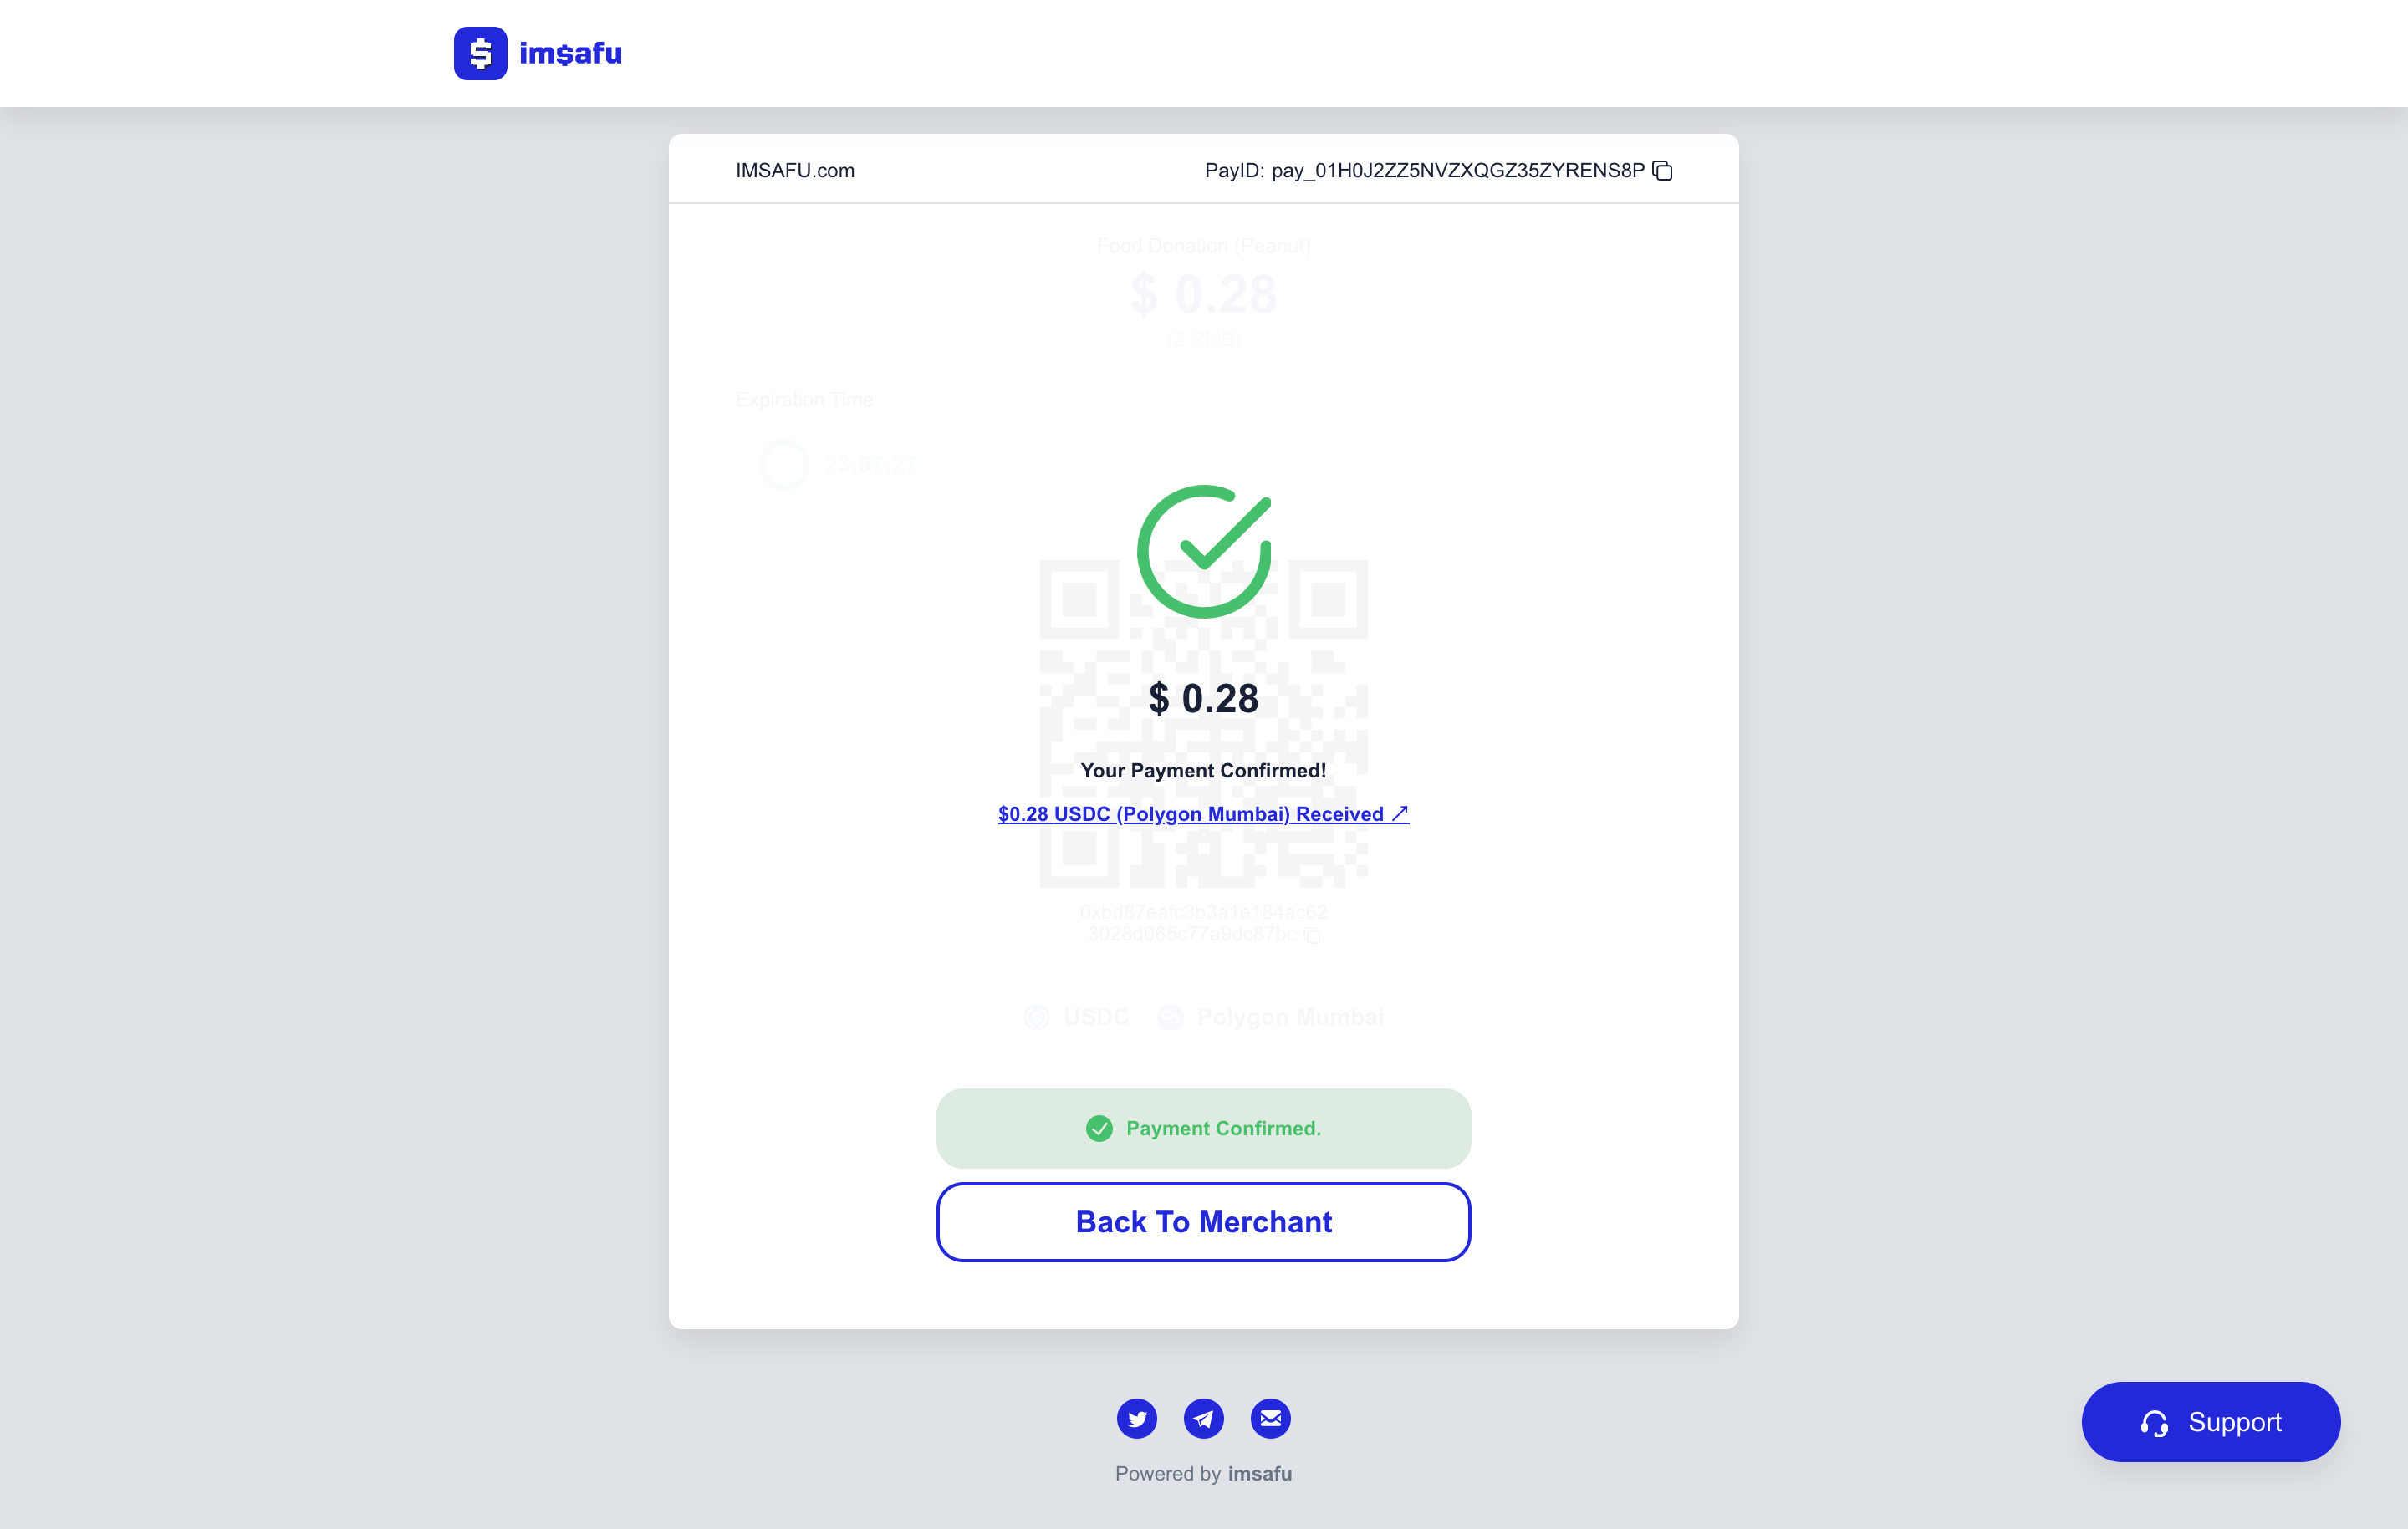 im$afu
IMSAFU.com
PayID: pay_01H0J2ZZ5NVZXQGZ35ZYRENS8P
Food Donation (Peanut)
$ 0.28
(2 RMB)
Expiration Time
23:57:27
$ 0.28
Your Payment Confirmed!
$0.28 USDC (Polygon Mumbai) Received ↗
0xbd87eafc3b3a1e184ac62
3028d065c77a9dc87bc
USDC Polygon Mumbai
Payment Confirmed.
Back To Merchant
Support
Powered by imsafu